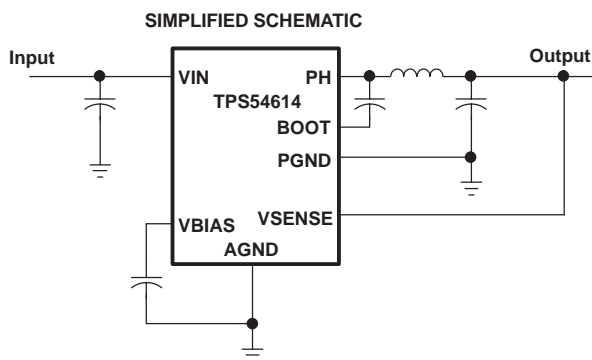 SIMPLIFIED SCHEMATIC
Input
Output
VIN
PH
TPS54614
BOOT
PGND
VBIAS
VSENSE
AGND